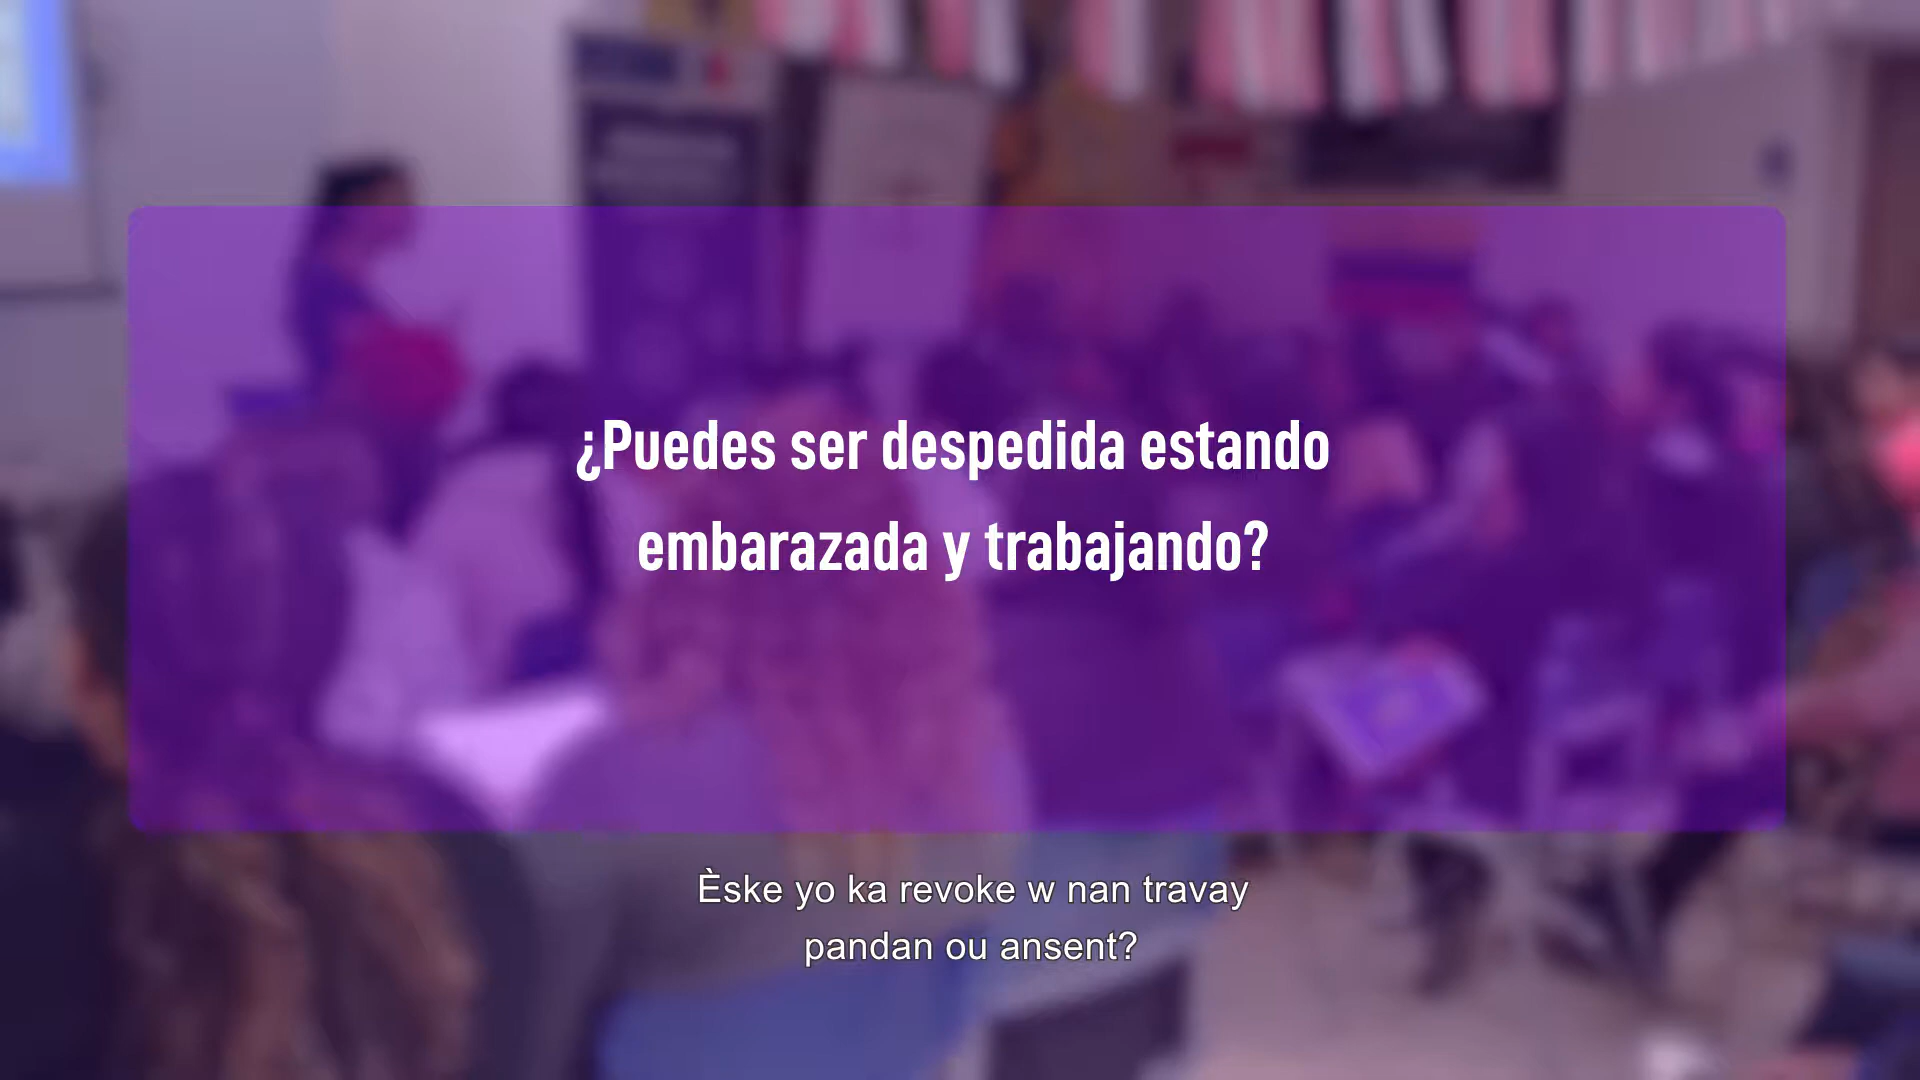 ¿Puedes ser despedida estando
embarazada y trabajando?
Èske yo ka revoke w nan travay
pandan ou ansent?